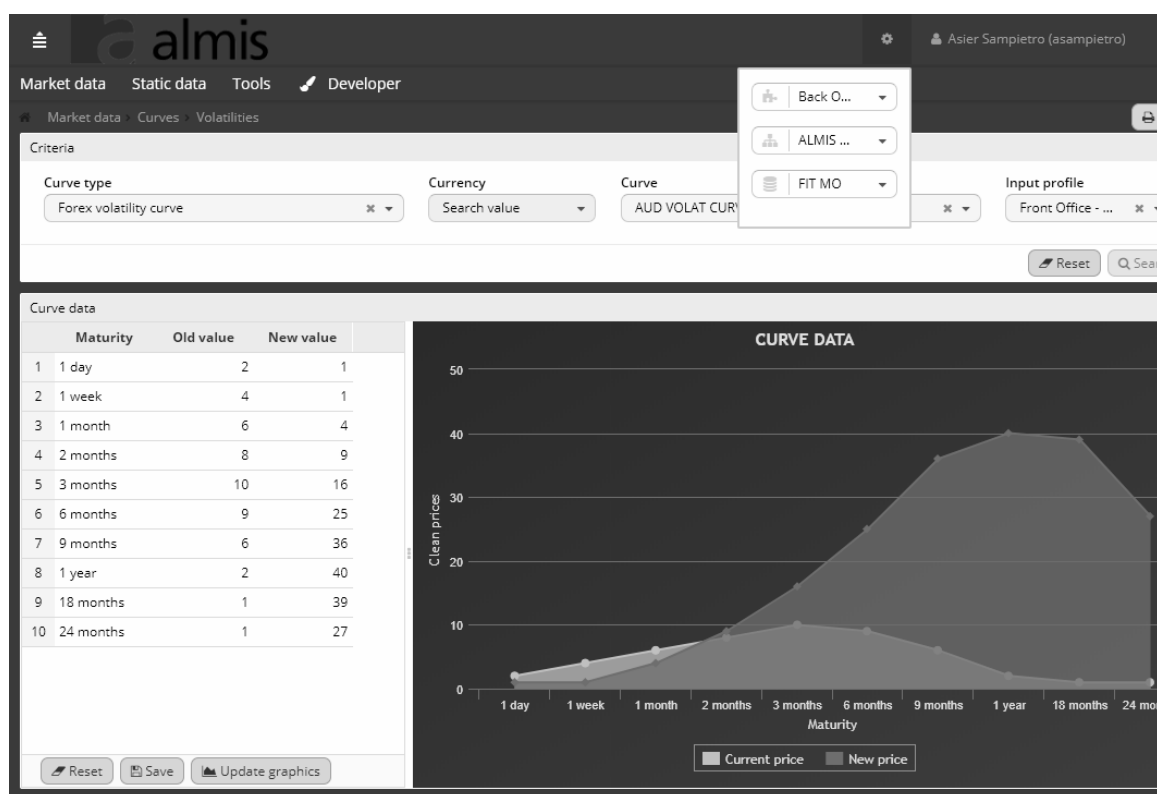 almis
Asier Sampietro (asampietro)
Market data Static data Tools Developer
Back O...
Market data Curves Volatilities
Criteria
ALMIS ...
Curve type Currency Curve Input profile
FIT MO
Forex volatility curve Search value AUD VOLAT Front Office - ...
Reset
Curve data
Maturity Old value New value
CURVE DATA
1 1 day 2 1
2 1 week 4 1
3 1 month 6 4
4 2 months 8 9
5 3 months 10 16
6 6 months 9 25
7 9 months 6 36
8 1 year 2 40
9 18 months 1 39
10 24 months 1 27
50
40
30
20
10
0
Clean prices
1 day 1 week 1 month 2 months 3 months 6 months 9 months 1 year 18 months 24
Maturity
Current price New price
Reset Save Update graphics